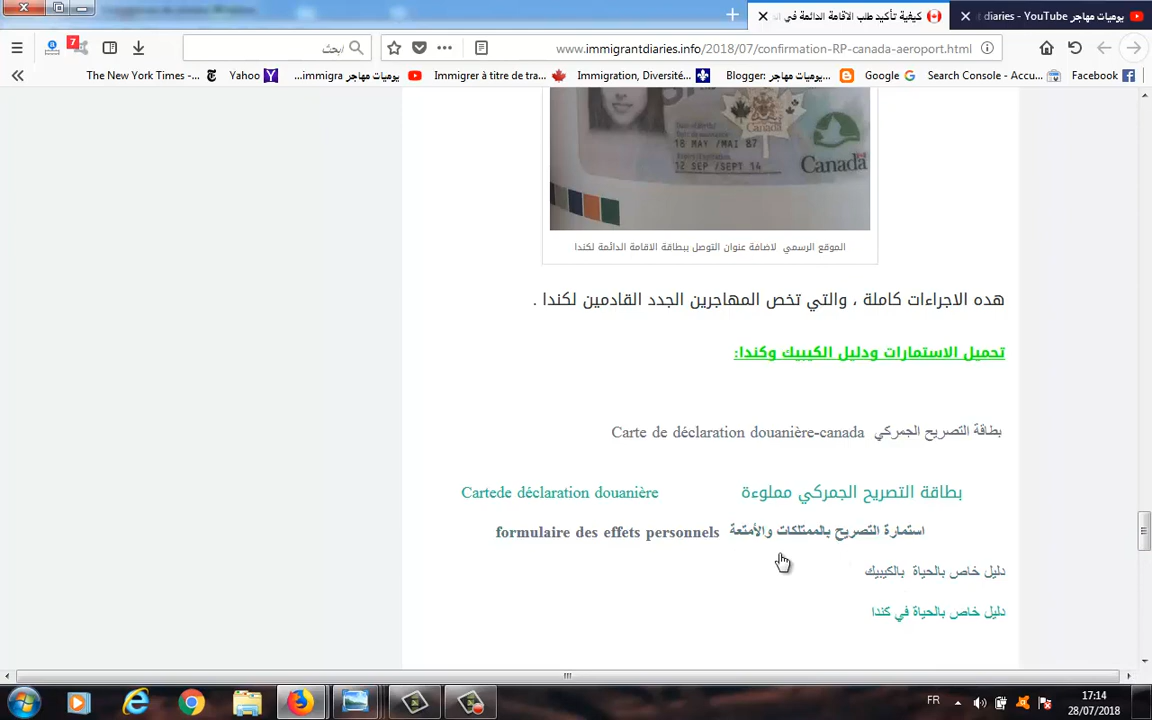 كيفية تأكيد طلب الاقامة الدائمة في
يوميات مهاجر diaries - YouTube
7
ابحث
www.immigrantdiaries.info/2018/07/confirmation-RP-canada-aeroport.html
The New York Times -...
Yahoo
يوميات مهاجر immigra...
Immigrer à titre de tra...
Immigration, Diversité...
Blogger: يوميات مهاجر...
Google
Search Console - Accu...
Facebook
18 MAY /MAI 87
12 SEP /SEPT 14
Canada
الموقع الرسمي لاضافة عنوان التوصل ببطاقة الاقامة الدائمة لكندا
هده الاجراءات كاملة ، والتي تخص المهاجرين الجدد القادمين لكندا .
تحميل الاستمارات ودليل الكيبيك وكندا:
بطاقة التصريح الجمركي Carte de déclaration douanière-canada
بطاقة التصريح الجمركي مملوءة Cartede déclaration douanière
استمارة التصريح بالممتلكات والأمتعة formulaire des effets personnels
دليل خاص بالحياة بالكيبيك
دليل خاص بالحياة في كندا
FR
17:14
28/07/2018